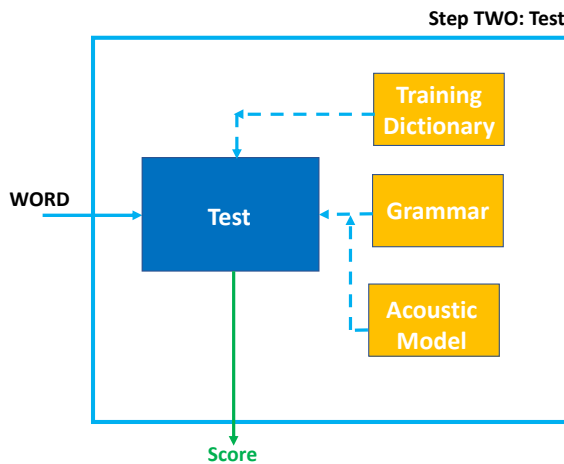 Step TWO: Test
Training
Dictionary
WORD
Test
Grammar
Acoustic
Model
Score